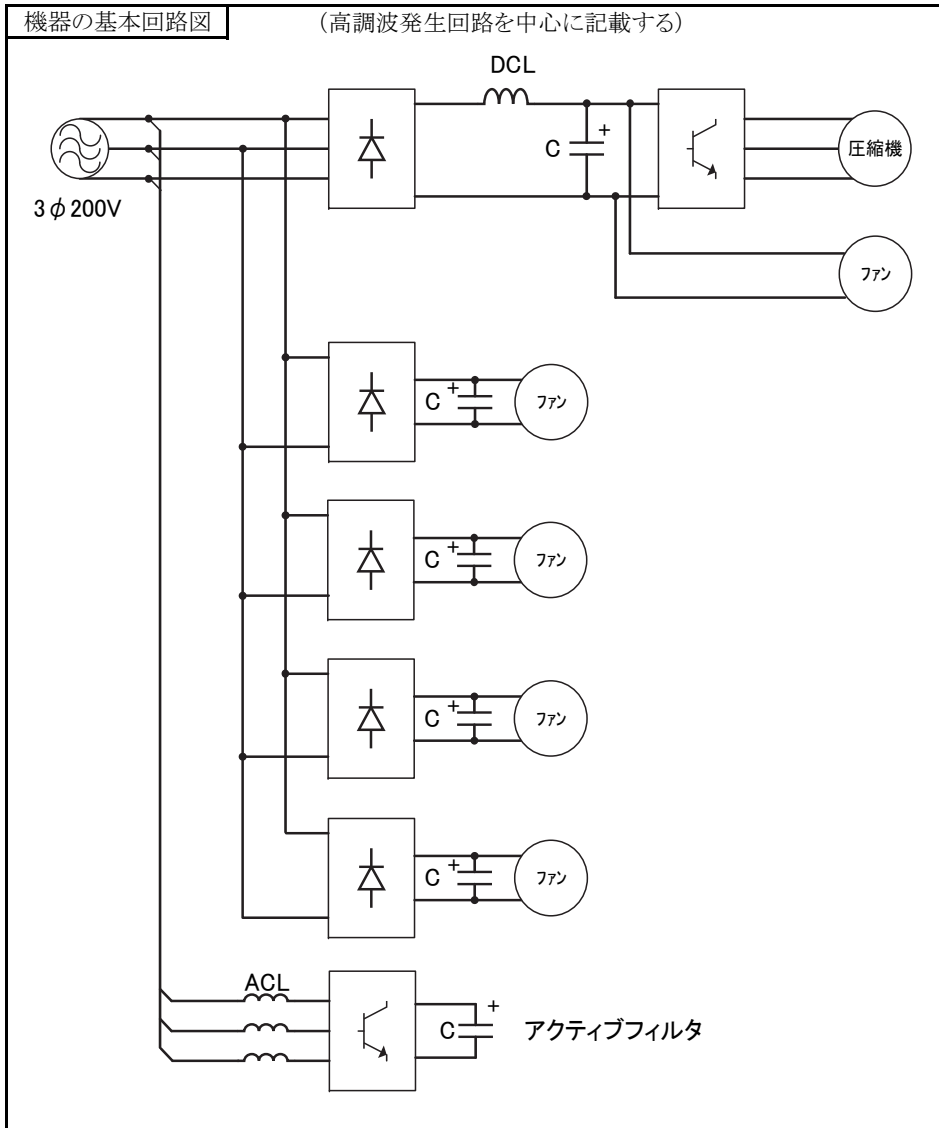 機器の基本回路図
(高調波発生回路を中心に記載する)
DCL
C
+
圧縮機
3φ200V
ファン
C
+
ファン
C
+
ファン
C
+
ファン
C
+
ファン
ACL
C
+
アクティブフィルタ